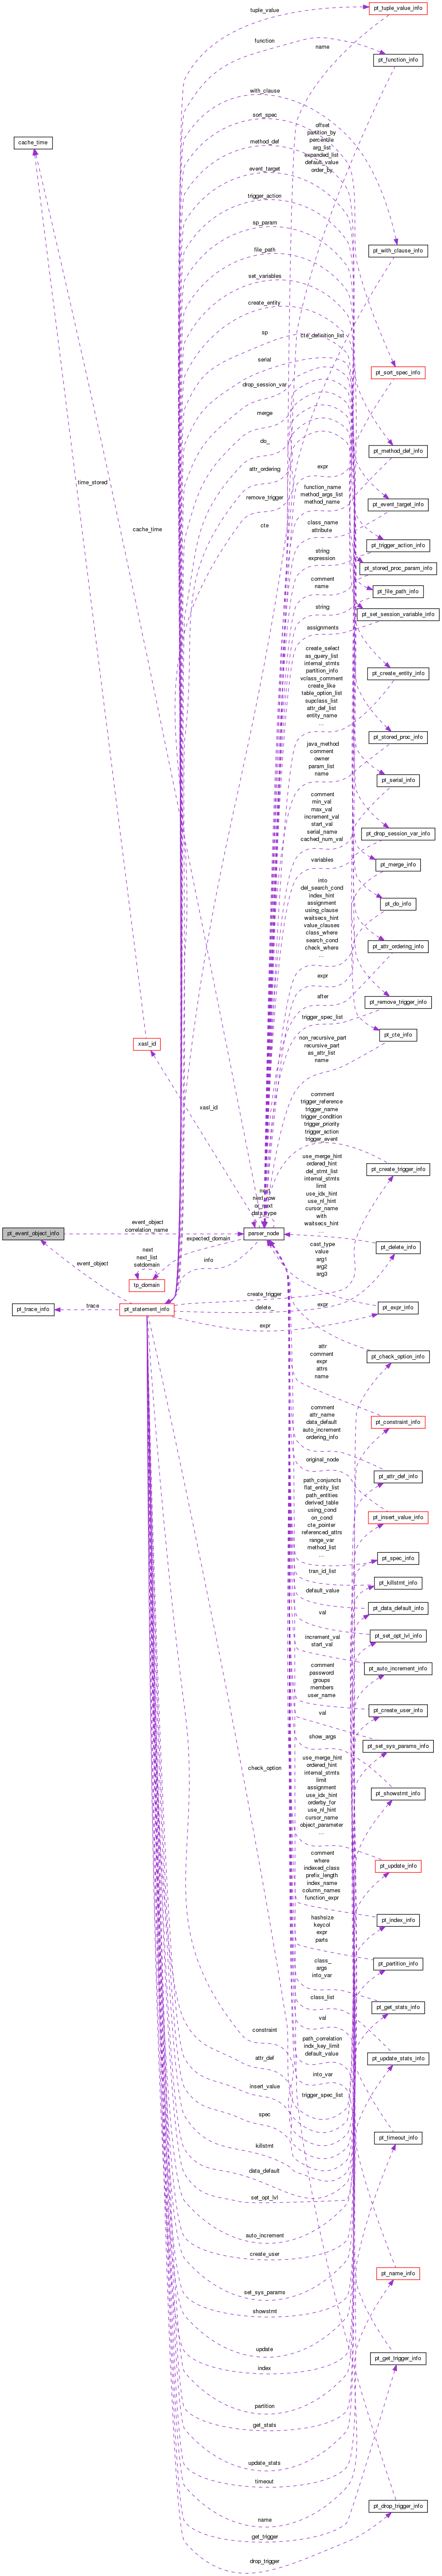 tuple_value
pt_tuple_value_info
function
name
pt_function_info
with_clause
sort_spec
offset
partition_by
percentile
arg_list
expanded_list
default_value
order_by
method_def
cache_time
event_target
trigger_action
sp_param
file_path
pt_with_clause_info
set_variables
create_entity
sp
cte_definition_list
serial
pt_sort_spec_info
drop_session_var
merge
do_
pt_method_def_info
attr_ordering
expr
time_stored
remove_trigger
function_name
method_args_list
method_name
pt_event_target_info
cache_time
cte
class_name
attribute
pt_trigger_action_info
string
expression
pt_stored_proc_param_info
comment
name
pt_file_path_info
string
pt_set_session_variable_info
assignments
create_select
as_query_list
internal_stmts
partition_info
vclass_comment
create_like
table_option_list
supclass_list
attr_def_list
entity_name
...
pt_create_entity_info
pt_stored_proc_info
java_method
comment
owner
param_list
name
pt_serial_info
comment
min_val
max_val
increment_val
start_val
serial_name
cached_num_val
pt_drop_session_var_info
variables
pt_merge_info
into
del_search_cond
index_hint
assignment
using_clause
waitsecs_hint
value_clauses
class_where
search_cond
check_where
...
pt_do_info
pt_attr_ordering_info
expr
after
pt_remove_trigger_info
trigger_spec_list
xasl_id
non_recursive_part
recursive_part
as_attr_list
name
pt_cte_info
xasl_id
comment
trigger_reference
trigger_name
trigger_condition
trigger_priority
trigger_action
trigger_event
pt_create_trigger_info
use_merge_hint
ordered_hint
del_stmt_list
internal_stmts
limit
use_idx_hint
use_nl_hint
cursor_name
with
waitsecs_hint
next
next_row
or_next
data_type
event_object
correlation_name
pt_event_object_info
parser_node
expected_domain
pt_delete_info
cast_type
value
arg1
arg2
arg3
next
next_list
setdomain
info
event_object
tp_domain
create_trigger
pt_trace_info
trace
pt_statement_info
delete_
expr
expr
pt_expr_info
pt_check_option_info
attr
comment
expr
attrs
name
pt_constraint_info
comment
attr_name
data_default
auto_increment
ordering_info
original_node
pt_attr_def_info
path_conjuncts
flat_entity_list
path_entities
derived_table
using_cond
on_cond
cte_pointer
referenced_attrs
range_var
method_list
...
pt_insert_value_info
pt_spec_info
tran_id_list
pt_killstmt_info
default_value
pt_data_default_info
val
pt_set_opt_lvl_info
increment_val
start_val
pt_auto_increment_info
comment
password
groups
members
user_name
pt_create_user_info
val
pt_set_sys_params_info
show_args
check_option
pt_showstmt_info
use_merge_hint
ordered_hint
internal_stmts
limit
assignment
use_idx_hint
orderby_for
use_nl_hint
cursor_name
object_parameter
...
pt_update_info
comment
where
indexed_class
prefix_length
index_name
column_names
function_expr
pt_index_info
hashsize
keycol
expr
parts
pt_partition_info
class_
args
into_var
pt_get_stats_info
class_list
val
constraint
path_correlation
indx_key_limit
default_value
pt_update_stats_info
attr_def
into_var
insert_value
trigger_spec_list
spec
pt_timeout_info
killstmt
data_default
pt_name_info
set_opt_lvl
auto_increment
create_user
pt_get_trigger_info
set_sys_params
showstmt
update
index
partition
pt_drop_trigger_info
get_stats
update_stats
timeout
name
get_trigger
drop_trigger